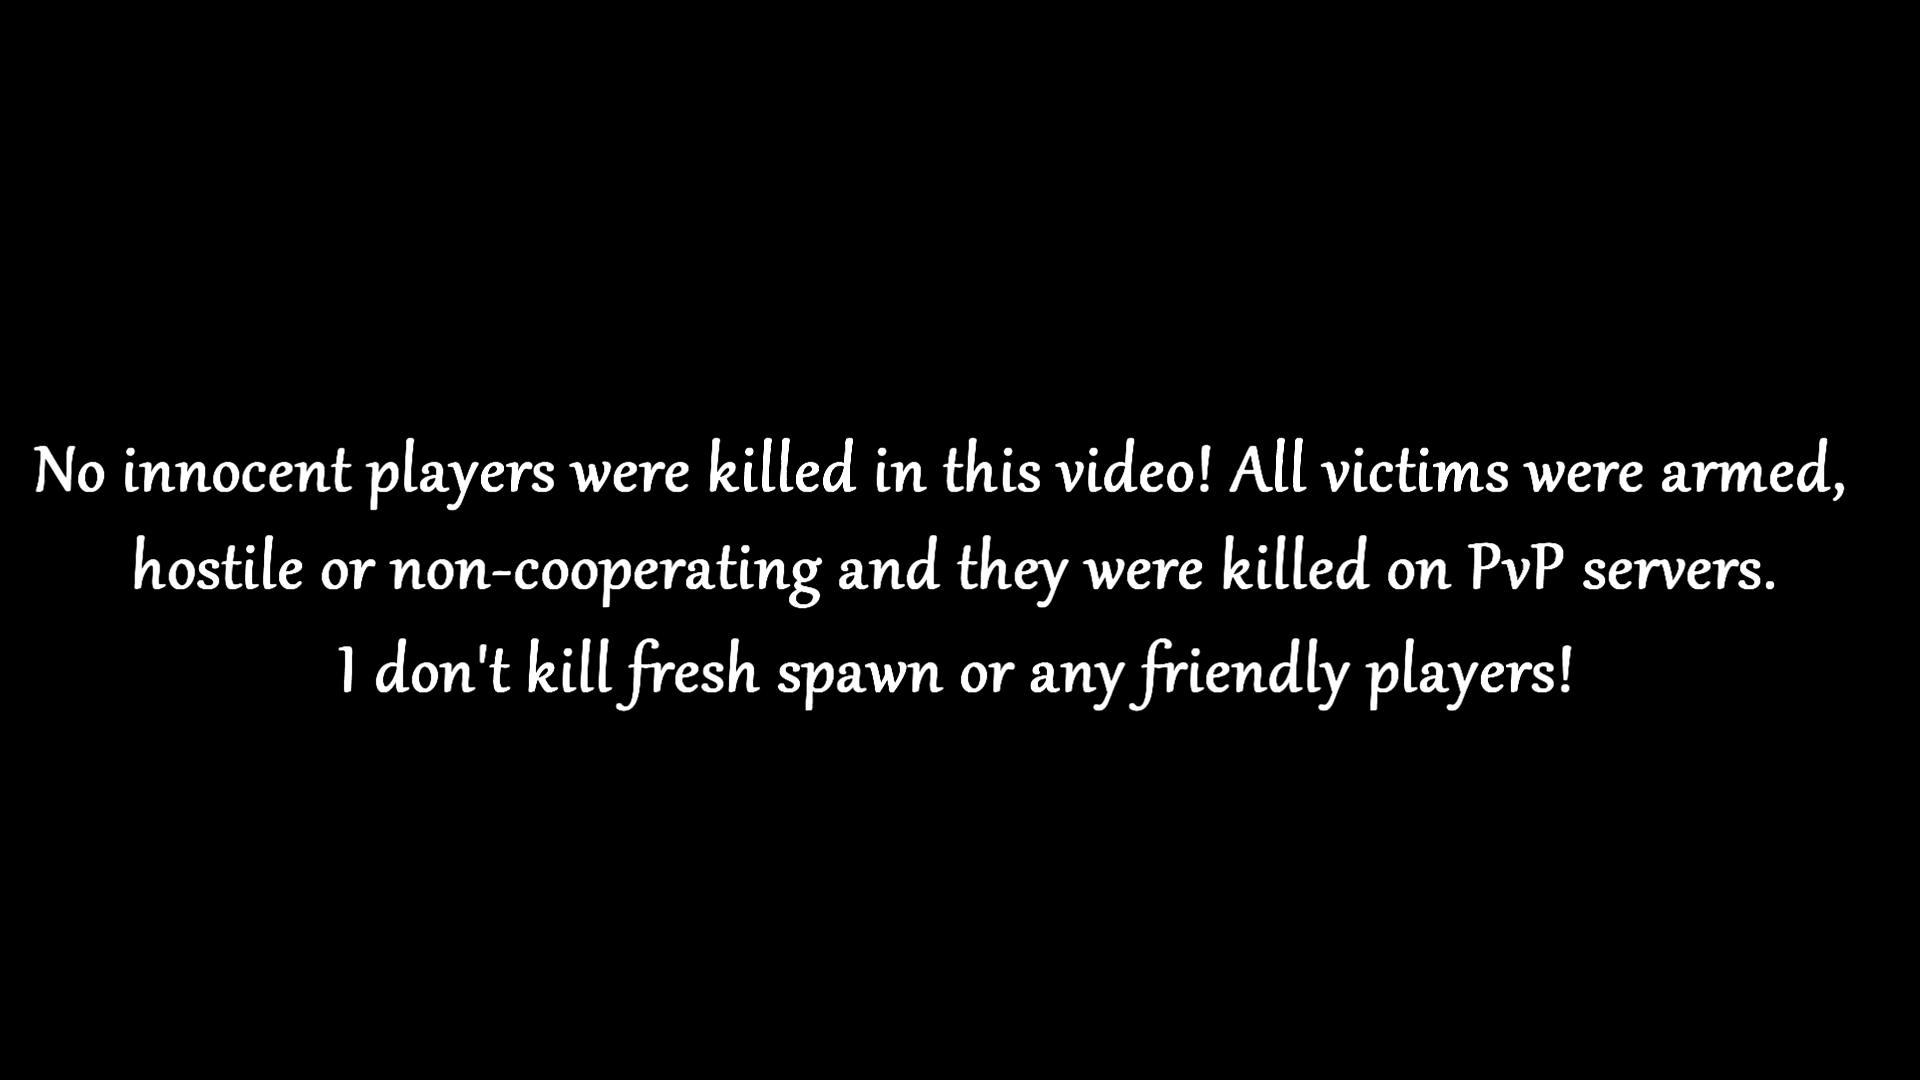 No innocent players were killed in this video! All victims were armed,
hostile or non-cooperating and they were killed on PvP servers.
I don't kill fresh spawn or any friendly players!